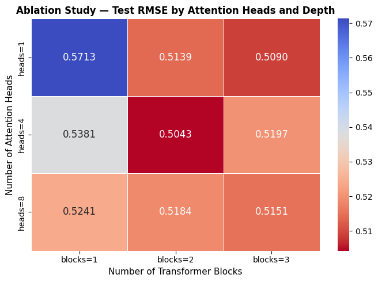 Ablation Study — Test RMSE by Attention Heads and Depth
Number of Attention Heads
heads=1
0.5713 0.5139 0.5090
heads=4
0.5381 0.5043 0.5197
heads=8
0.5241 0.5184 0.5151
blocks=1 blocks=2 blocks=3
Number of Transformer Blocks
0.57
0.56
0.55
0.54
0.53
0.52
0.51